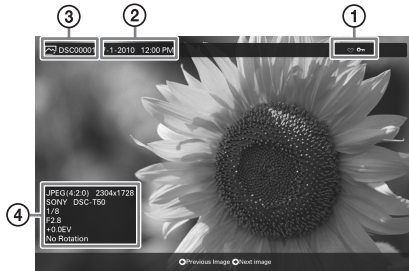 ③ ② ①
DSC00001 7-1-2010 12:00 PM
④
JPEG(4:2:0) 2304x1728
SONY DSC-T50
1/8
F2.8
+0.0EV
No Rotation
Previous Image Next image